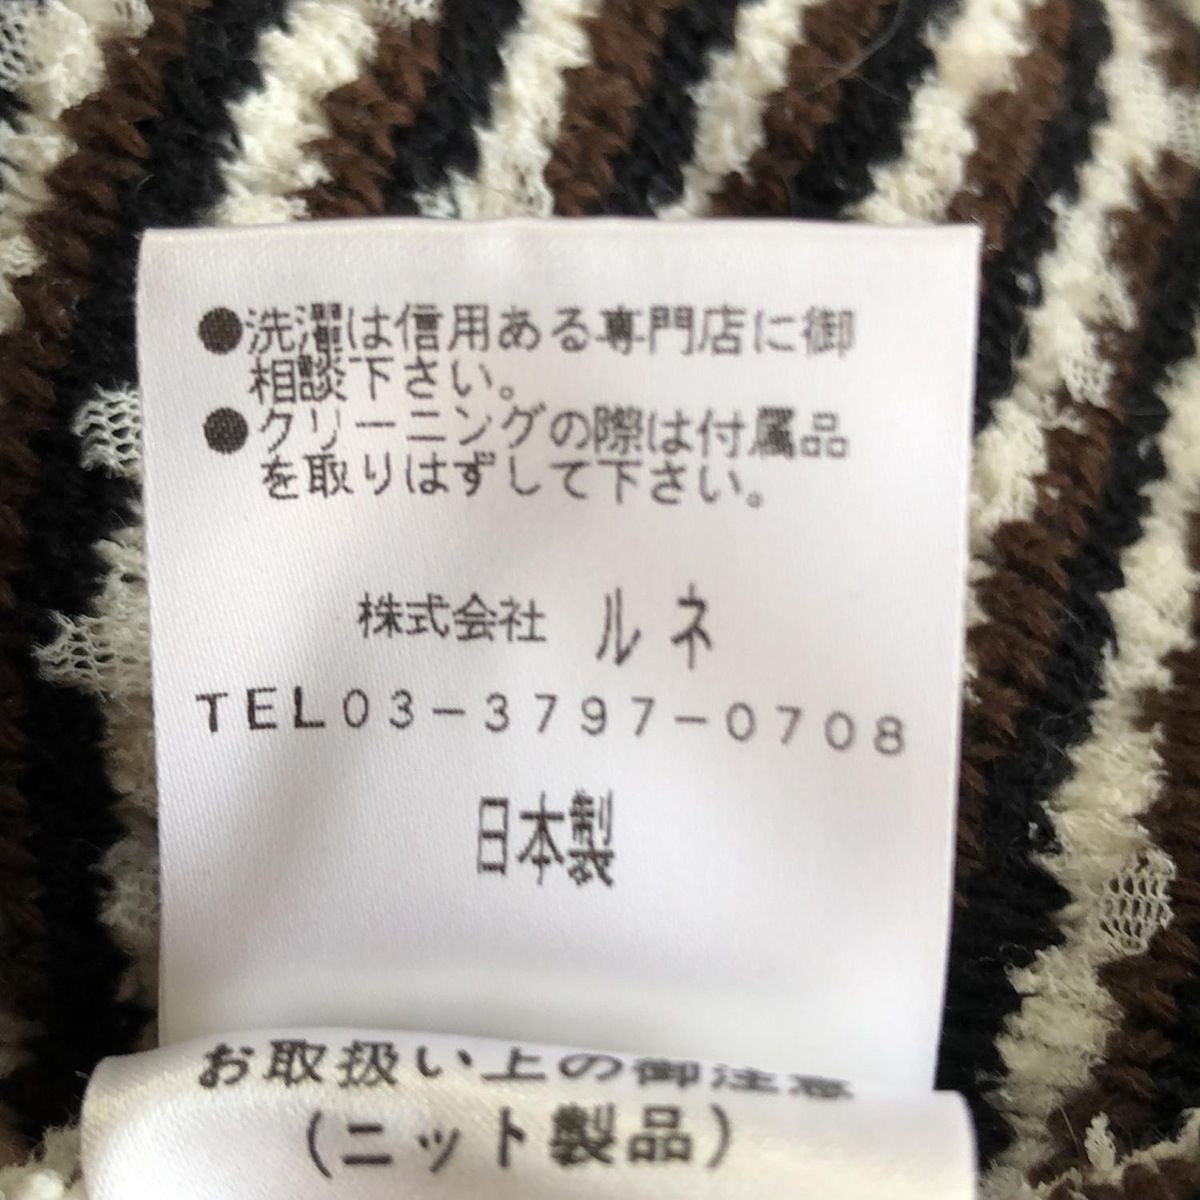 ●洗濯は信用ある専門店に御
相談下さい。
●クリーニングの際は付属品
を取りはずして下さい。
株式会社 ルネ
TEL03-3797-0708
日本製
お取扱い上の御注意
(ニット製品)